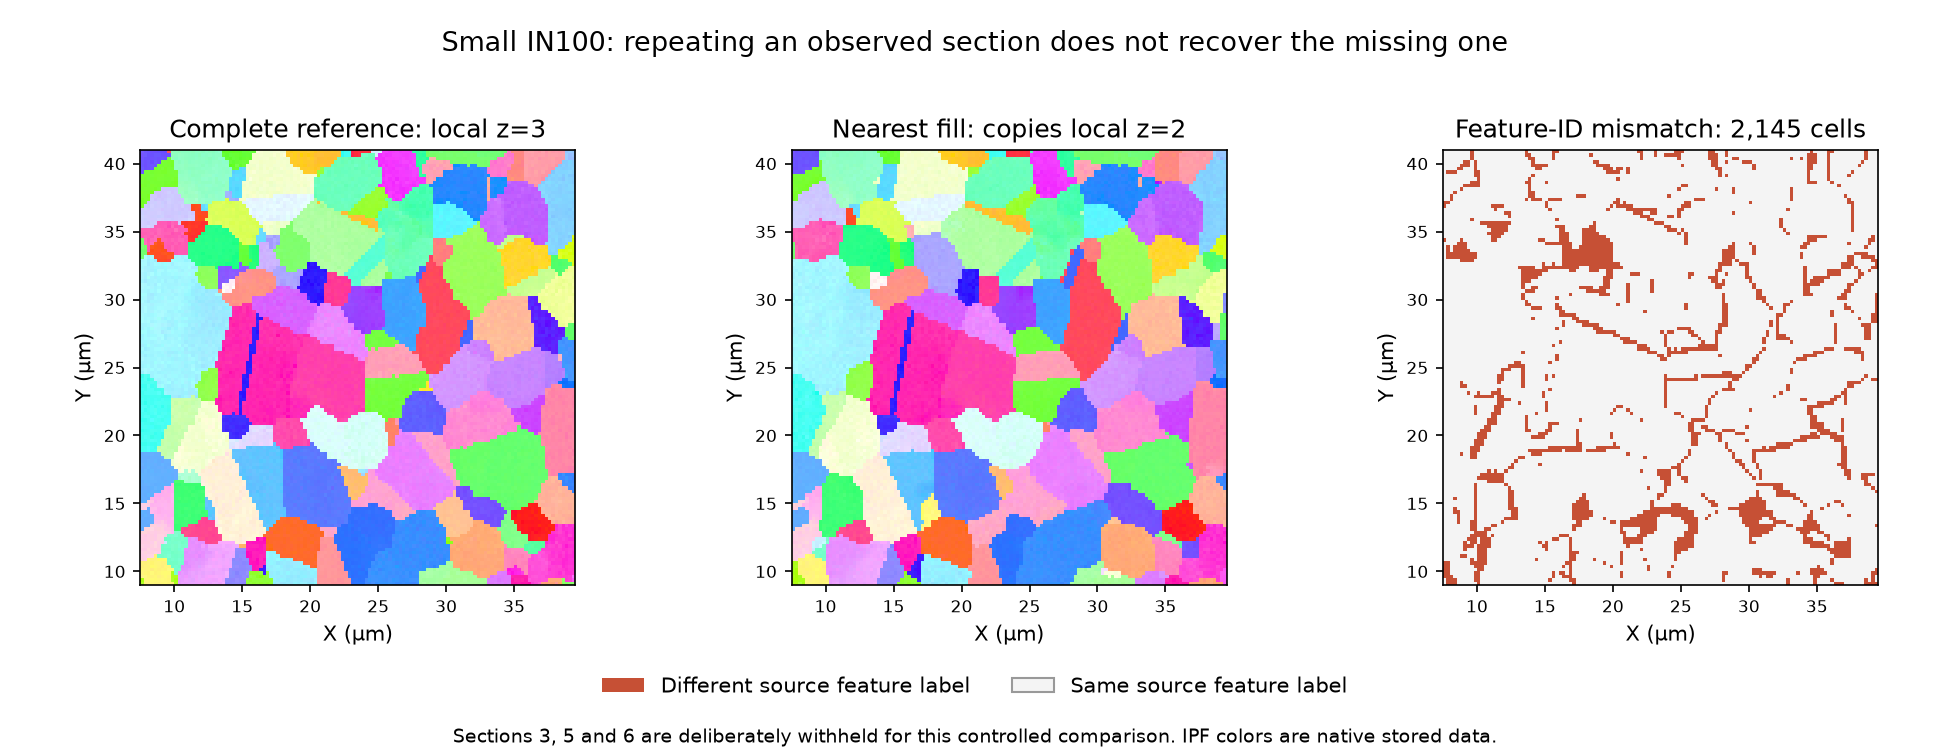 Small IN100: repeating an observed section does not recover the missing one
Complete reference: local z=3
Nearest fill: copies local z=2
Feature-ID mismatch: 2,145 cells
40
35
30
25
20
15
10
Y (µm)
10 15 20 25 30 35
X (µm)
40
35
30
25
20
15
10
Y (µm)
10 15 20 25 30 35
X (µm)
40
35
30
25
20
15
10
Y (µm)
10 15 20 25 30 35
X (µm)
Different source feature label
Same source feature label
Sections 3, 5 and 6 are deliberately withheld for this controlled comparison. IPF colors are native stored data.